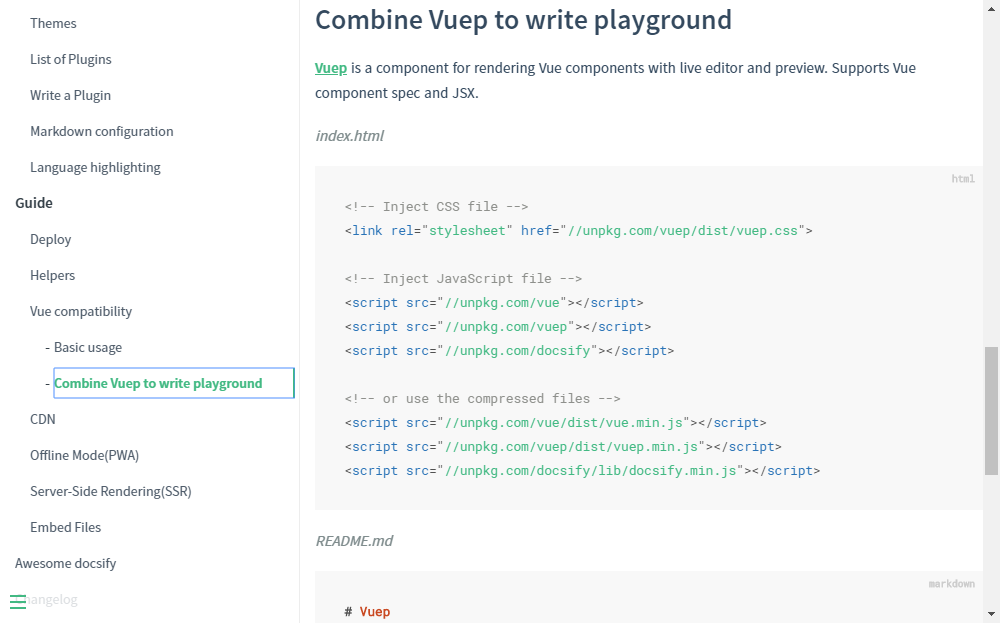 Themes
List of Plugins
Write a Plugin
Markdown configuration
Language highlighting
Guide
Deploy
Helpers
Vue compatibility
- Basic usage
- Combine Vuep to write playground
CDN
Offline Mode(PWA)
Server-Side Rendering(SSR)
Embed Files
Awesome docsify
Changelog
Combine Vuep to write playground
Vuep is a component for rendering Vue components with live editor and preview. Supports Vue
component spec and JSX.
index.html
html
<!-- Inject CSS file -->
<link rel="stylesheet" href="//unpkg.com/vuep/dist/vuep.css">
<!-- Inject JavaScript file -->
<script src="//unpkg.com/vue"></script>
<script src="//unpkg.com/vuep"></script>
<script src="//unpkg.com/docsify"></script>
<!-- or use the compressed files -->
<script src="//unpkg.com/vue/dist/vue.min.js"></script>
<script src="//unpkg.com/vuep/dist/vuep.min.js"></script>
<script src="//unpkg.com/docsify/lib/docsify.min.js"></script>
README.md
markdown
# Vuep